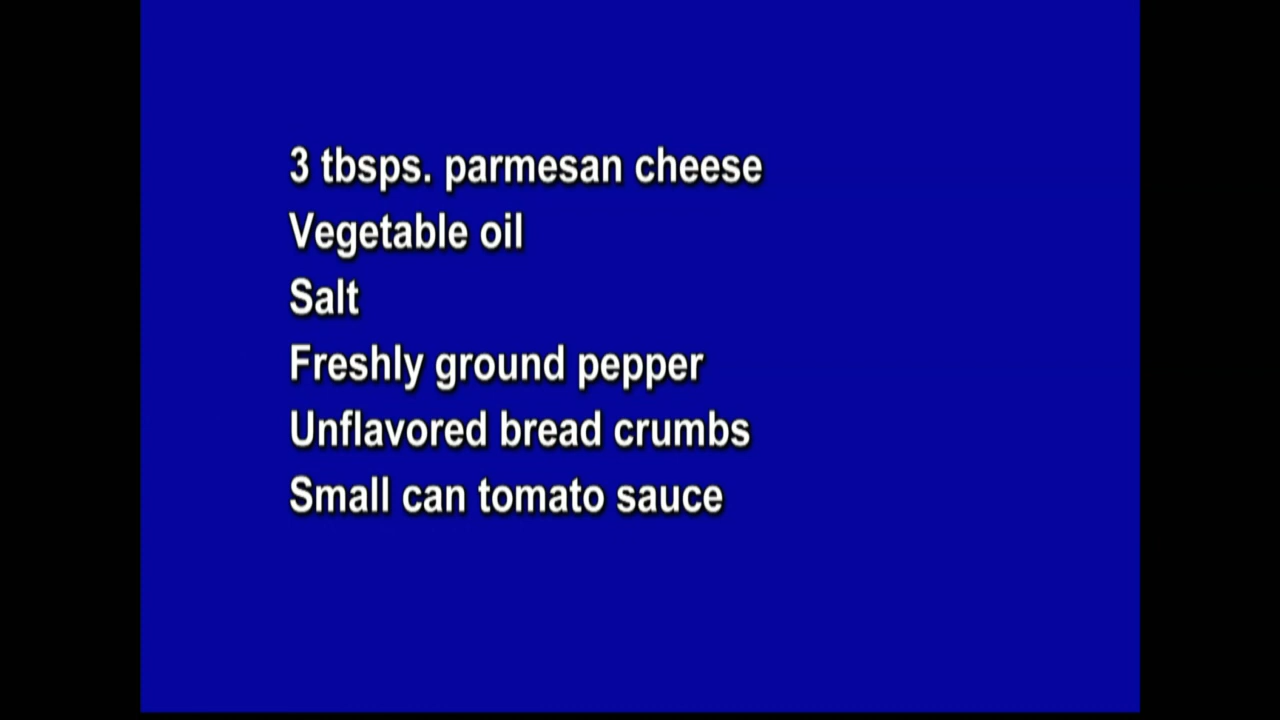 3 tbsps. parmesan cheese
Vegetable oil
Salt
Freshly ground pepper
Unflavored bread crumbs
Small can tomato sauce